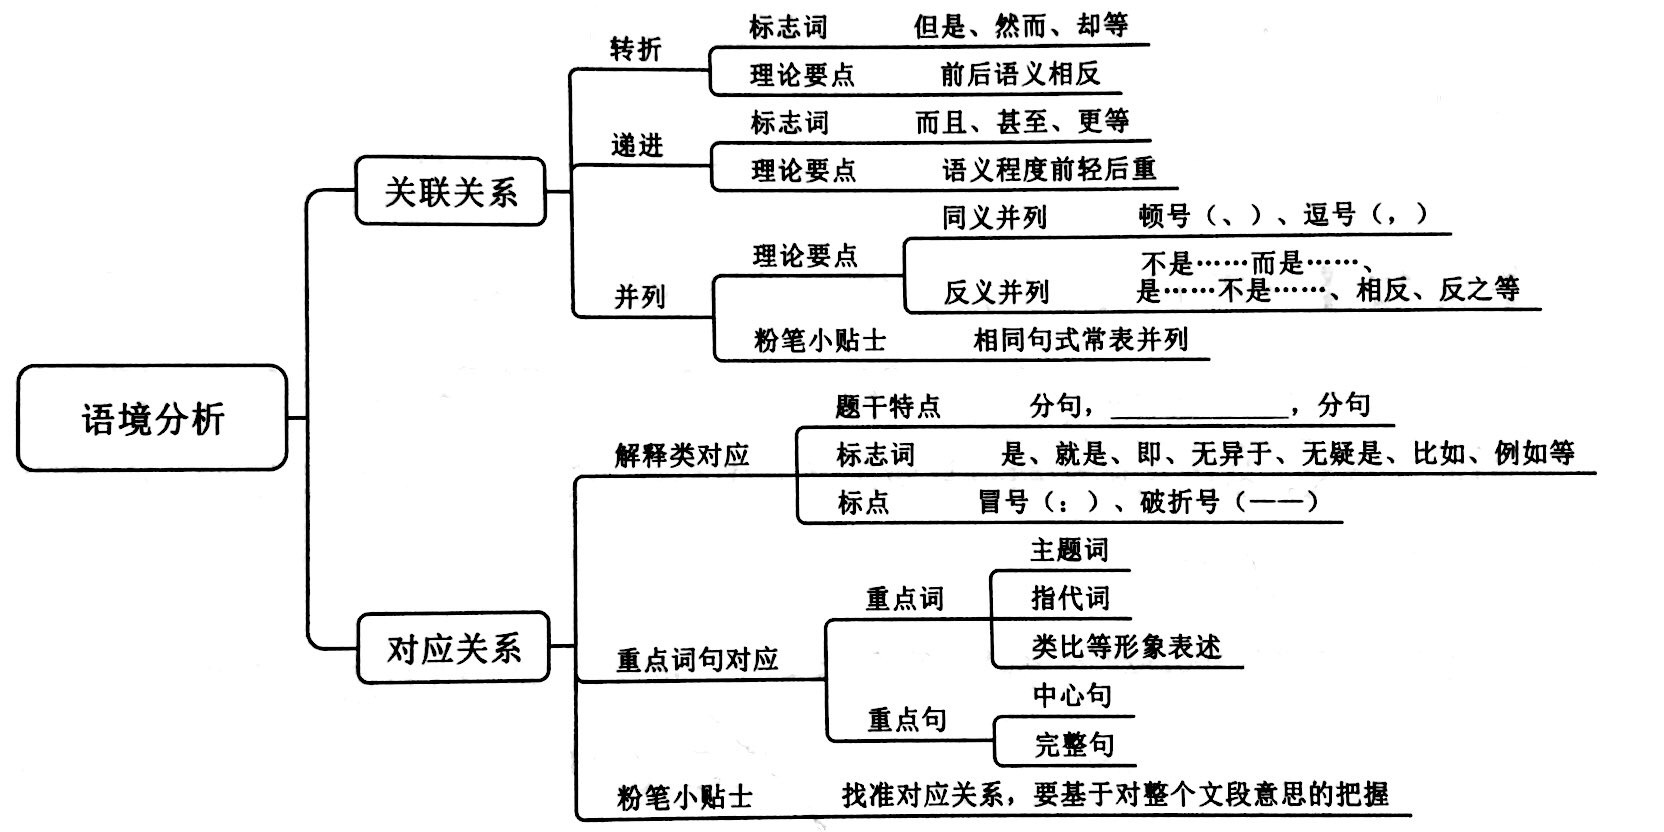 语境分析
关联关系
转折
标志词 但是、然而、却等
理论要点 前后语义相反
递进
标志词 而且、甚至、更等
理论要点 语义程度前轻后重
并列
理论要点
同义并列 顿号（、）、逗号（，）
反义并列 不是……而是……、
是……不是……、相反、反之等
粉笔小贴士 相同句式常表并列
对应关系
解释类对应
题干特点 分句，____________，分句
标志词 是、就是、即、无异于、无疑是、比如、例如等
标点 冒号（：）、破折号（——）
重点词句对应
重点词
主题词
指代词
类比等形象表述
重点句
中心句
完整句
粉笔小贴士 找准对应关系，要基于对整个文段意思的把握